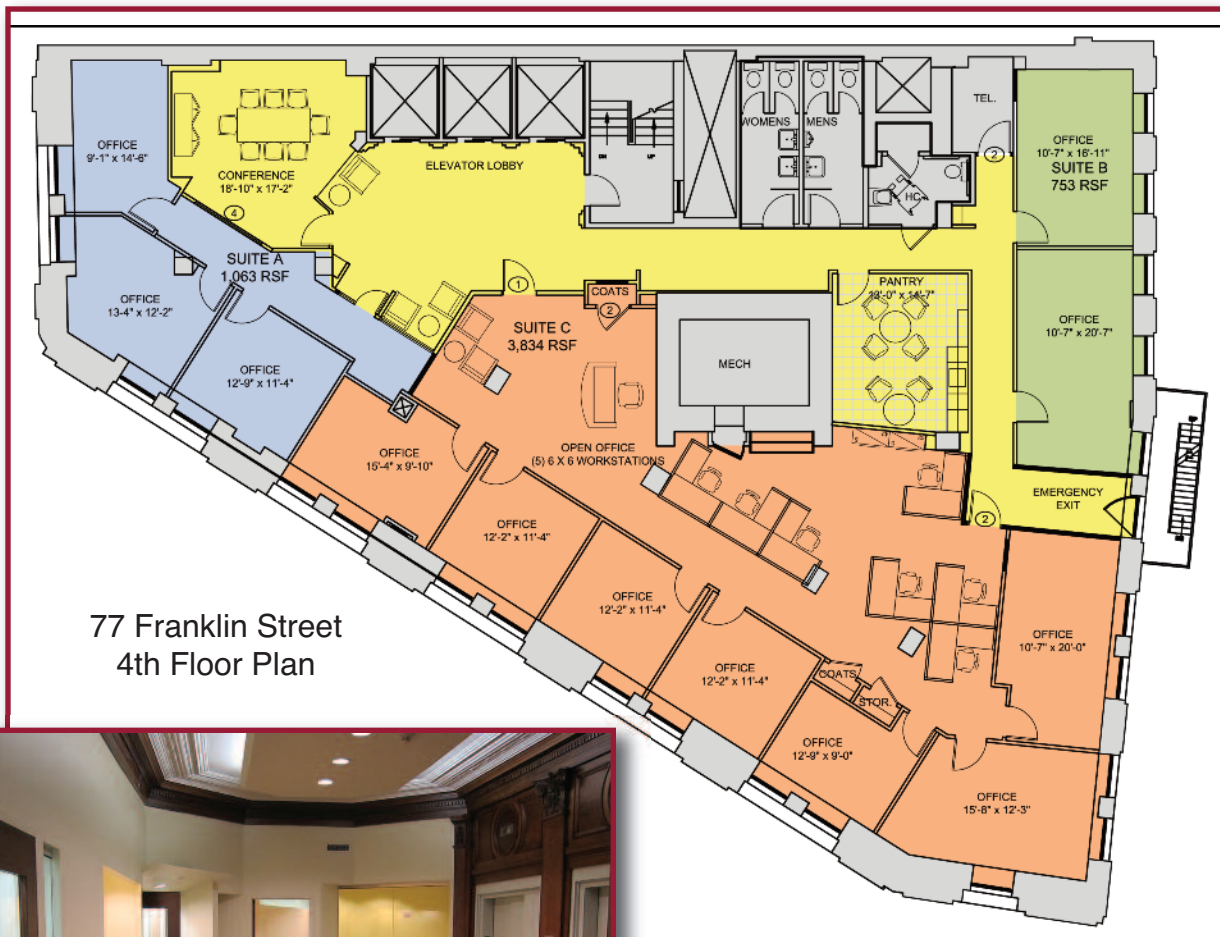 OFFICE
9'-1" x 14'-6"
CONFERENCE
18'-10" x 17'-2"
4
ELEVATOR LOBBY
DN
UP
WOMENS
MENS
HC
TEL.
2
OFFICE
10'-7" x 16'-11"
SUITE B
753 RSF
SUITE A
1,063 RSF
OFFICE
13'-4" x 12'-2"
OFFICE
12'-9" x 11'-4"
1
COATS
2
SUITE C
3,834 RSF
MECH
PANTRY
13'-0" x 14'-7"
OFFICE
10'-7" x 20'-7"
OFFICE
15'-4" x 9'-10"
OPEN OFFICE
(5) 6 X 6 WORKSTATIONS
EMERGENCY
EXIT
2
OFFICE
12'-2" x 11'-4"
OFFICE
12'-2" x 11'-4"
OFFICE
12'-2" x 11'-4"
COATS
STOR.
OFFICE
10'-7" x 20'-0"
OFFICE
12'-9" x 9'-0"
OFFICE
15'-8" x 12'-3"
77 Franklin Street
4th Floor Plan